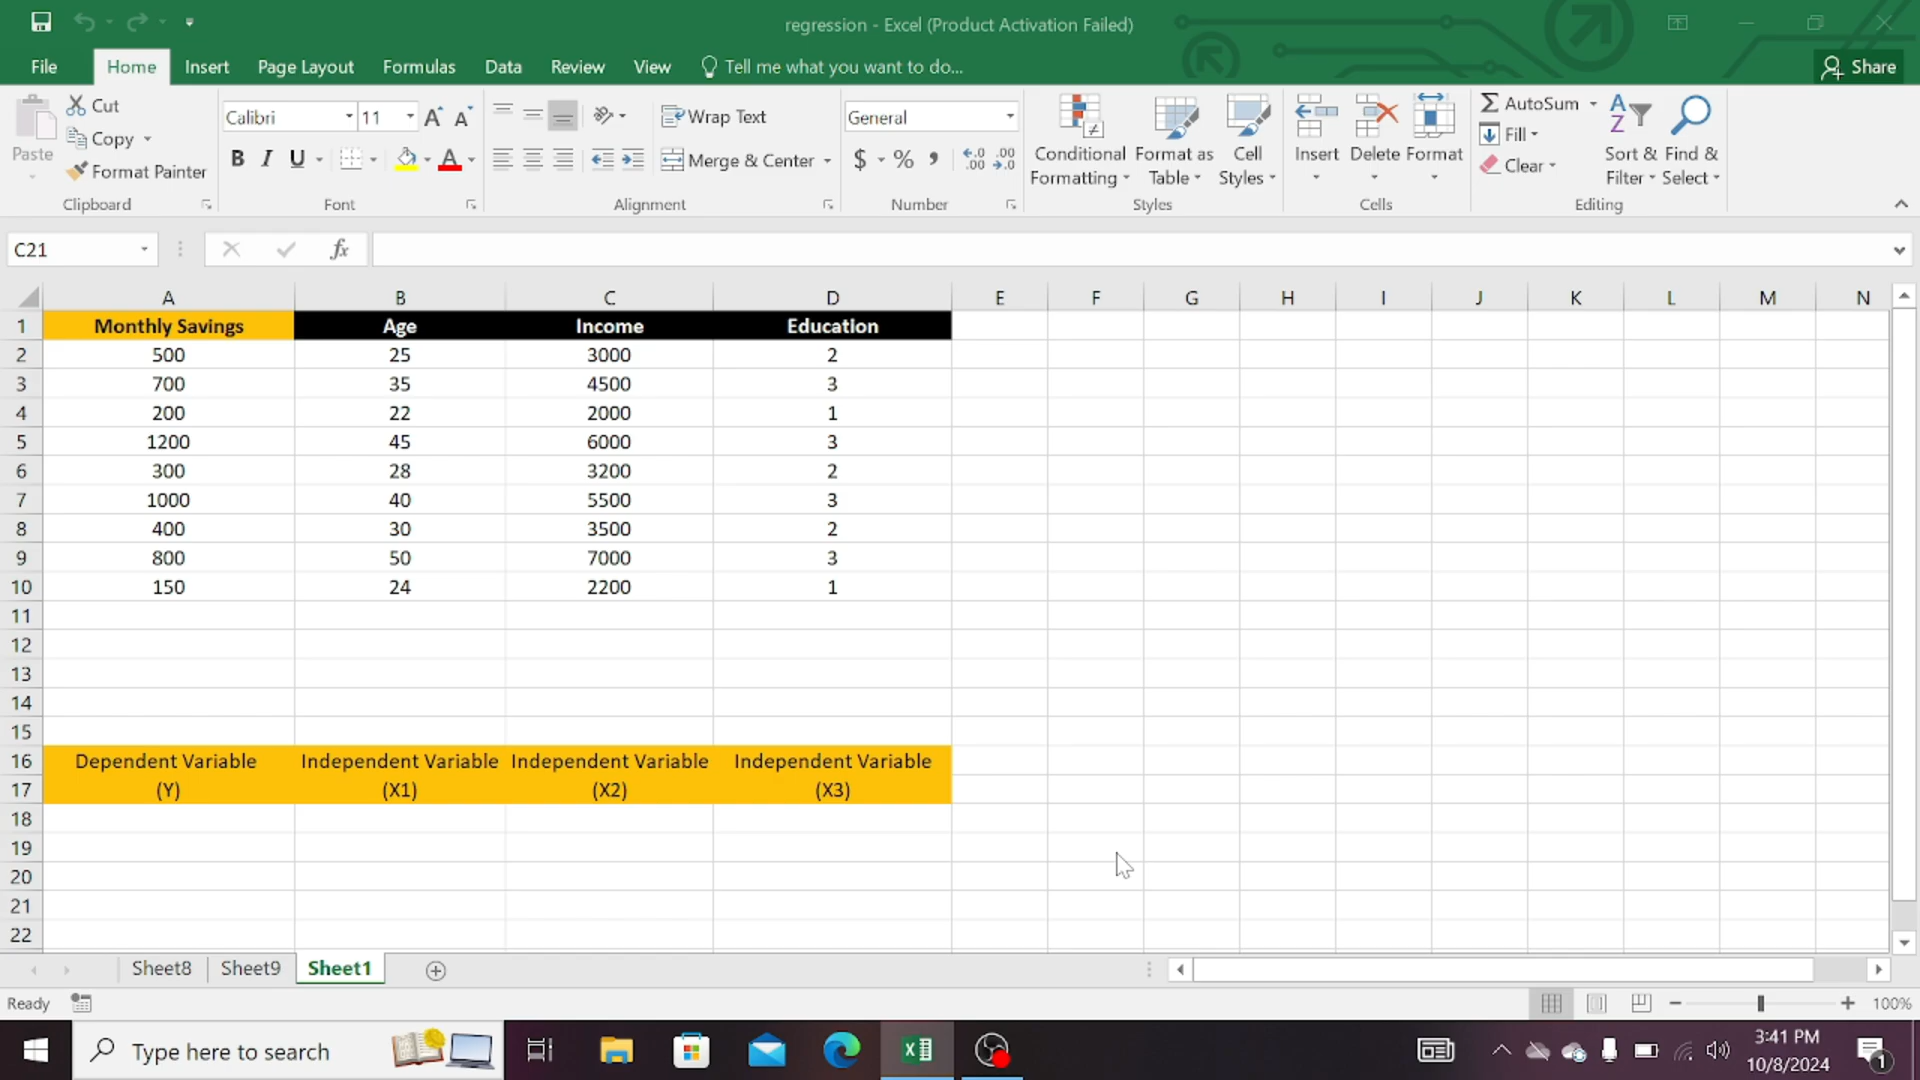 regression - Excel (Product Activation Failed)
File Home Insert Page Layout Formulas Data Review View Tell me what you want to do... Share
Paste Cut Copy Format Painter Clipboard
Calibri 11 A A B I U A Font
Wrap Text Merge & Center Alignment
General $ % , Number
Conditional Formatting Format as Table Cell Styles Styles
Insert Delete Format Cells
AutoSum Fill Clear Sort & Filter Find & Select Editing
C21 fx
A B C D E F G H I J K L M N
1 Monthly Savings Age Income Education
2 500 25 3000 2
3 700 35 4500 3
4 200 22 2000 1
5 1200 45 6000 3
6 300 28 3200 2
7 1000 40 5500 3
8 400 30 3500 2
9 800 50 7000 3
10 150 24 2200 1
11
12
13
14
15
16 Dependent Variable Independent Variable Independent Variable Independent Variable
17 (Y) (X1) (X2) (X3)
18
19
20
21
22
Sheet8 Sheet9 Sheet1
Ready 100%
Type here to search 3:41 PM
10/8/2024 1